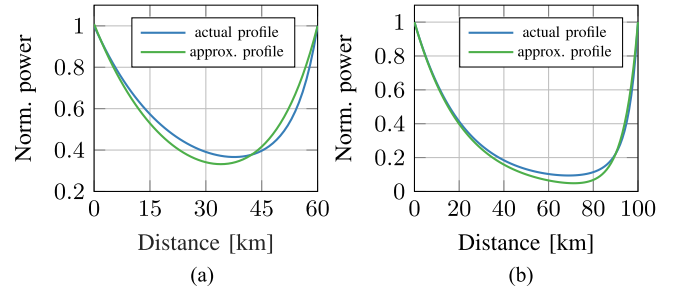 Norm. power
1
0.8
0.6
0.4
0.2
0 15 30 45 60
actual profile
approx. profile
Distance [km]
(a)
Norm. power
1
0.8
0.6
0.4
0.2
0
0 20 40 60 80 100
actual profile
approx. profile
Distance [km]
(b)